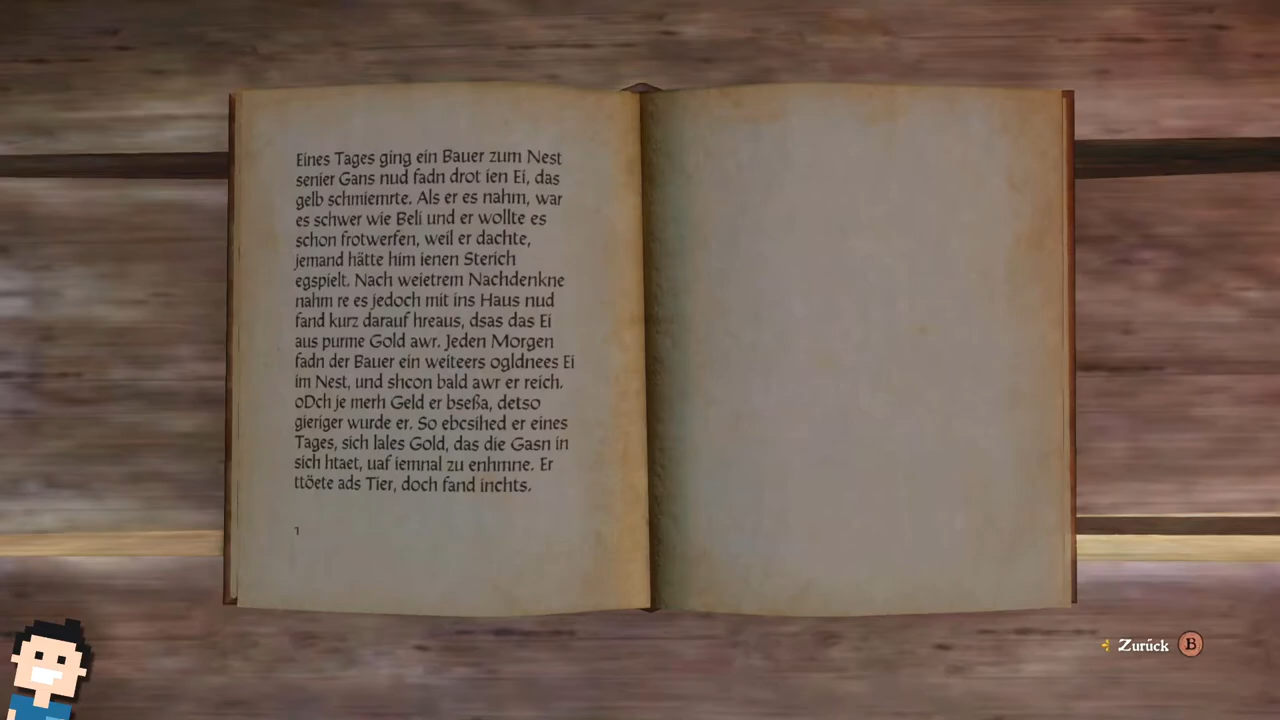 Eines Tages ging ein Bauer zum Nest
senier Gans nud fadn drot ien Ei, das
gelb schmiemrte. Als er es nahm, war
es schwer wie Beli und er wollte es
schon frotwerfen, weil er dachte,
jemand hätte him ienen Sterich
egspielt. Nach weietrem Nachdenkne
nahm re es jedoch mit ins Haus nud
fand kurz darauf hreaus, dsas das Ei
aus purme Gold awr. Jeden Morgen
fadn der Bauer ein weiteers ogldnees Ei
im Nest, und shcon bald awr er reich.
oDch je merh Geld er bseßa, detso
gieriger wurde er. So ebcsihed er eines
Tages, sich lales Gold, das die Gasn in
sich htaet, uaf iemnal zu enhmne. Er
ttöete ads Tier, doch fand inchts.
1
Zurück B